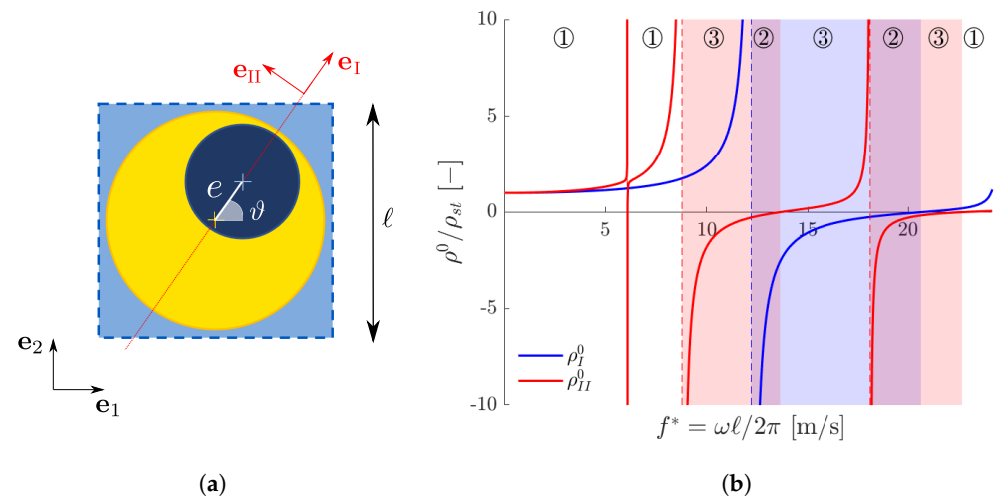 e_I
e_II
e
ϑ
ℓ
e_2
e_1
(a)
10
5
0
-5
-10
ρ^0/ρ_st [−]
① ① ③ ② ③ ② ③ ①
5 10 15 20
ρ_I^0
ρ_II^0
f* = ωℓ/2π [m/s]
(b)